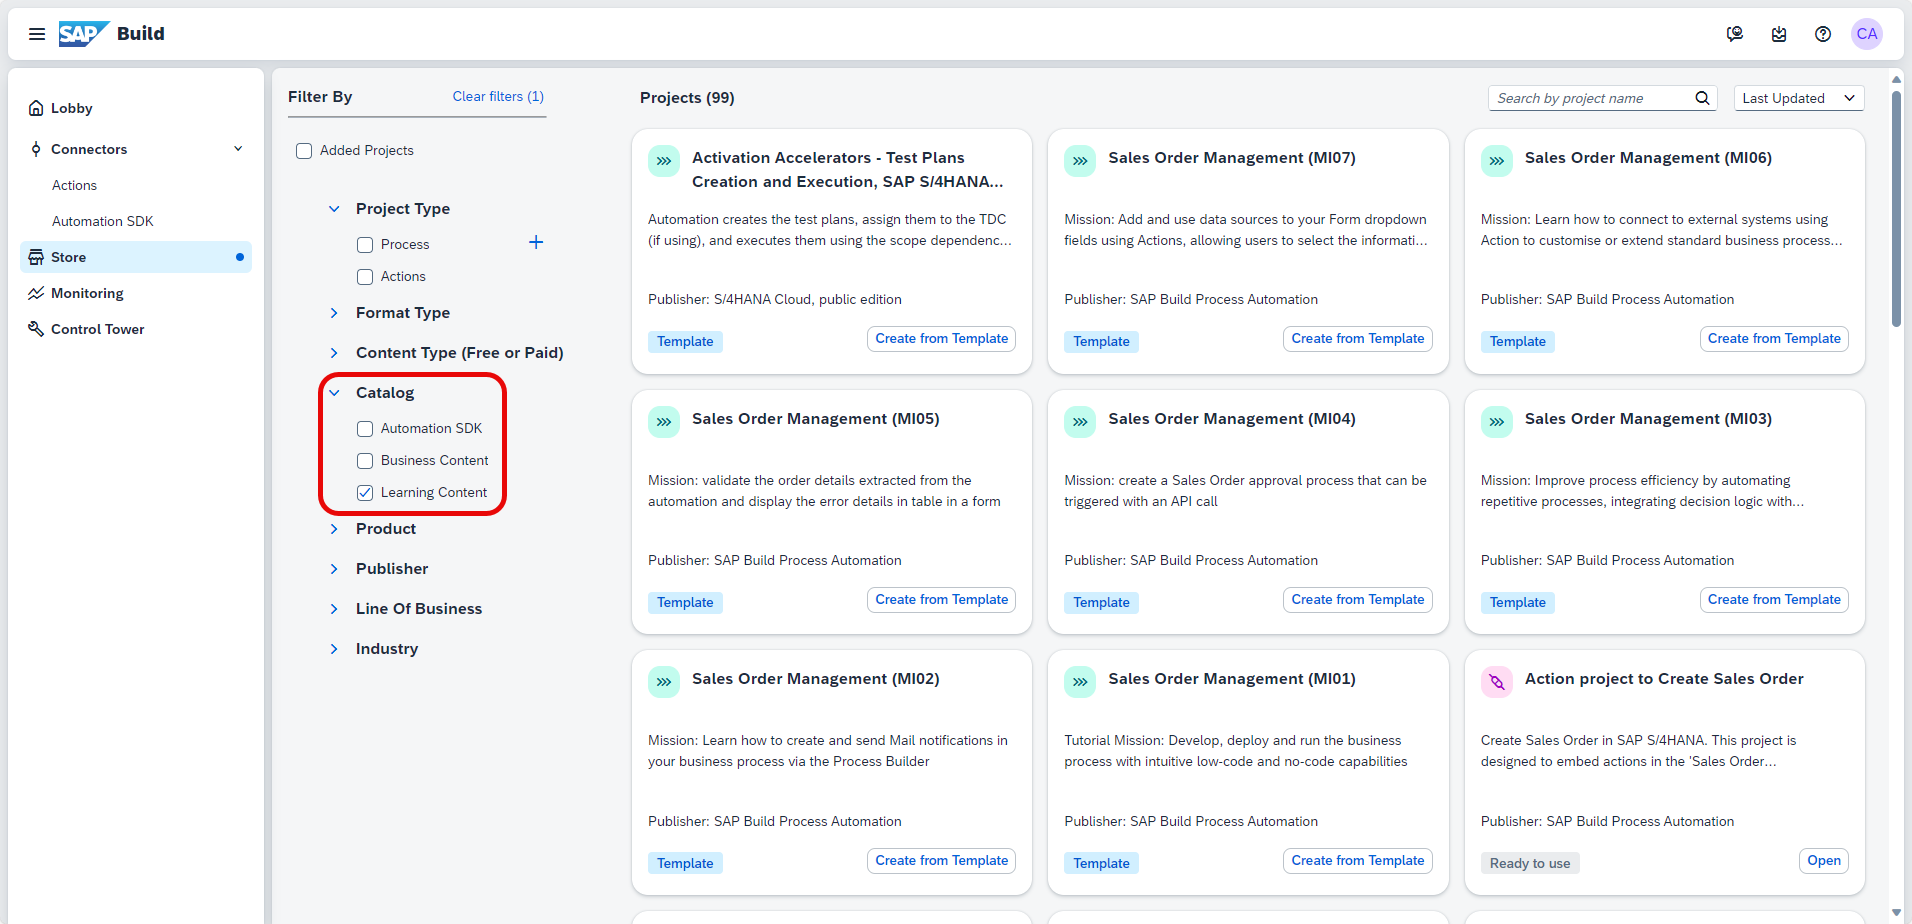 SAP Build
CA
Lobby
Connectors
Actions
Automation SDK
Store
Monitoring
Control Tower
Filter By
Clear filters (1)
Added Projects
Project Type
Process
Actions
Format Type
Content Type (Free or Paid)
Catalog
Automation SDK
Business Content
Learning Content
Product
Publisher
Line Of Business
Industry
Projects (99)
Search by project name
Last Updated
Activation Accelerators - Test Plans
Creation and Execution, SAP S/4HANA...
Automation creates the test plans, assign them to the TDC
(if using), and executes them using the scope dependenc...
Publisher: S/4HANA Cloud, public edition
Template
Create from Template
Sales Order Management (MI07)
Mission: Add and use data sources to your Form dropdown
fields using Actions, allowing users to select the informati...
Publisher: SAP Build Process Automation
Template
Create from Template
Sales Order Management (MI06)
Mission: Learn how to connect to external systems using
Action to customise or extend standard business process...
Publisher: SAP Build Process Automation
Template
Create from Template
Sales Order Management (MI05)
Mission: validate the order details extracted from the
automation and display the error details in table in a form
Publisher: SAP Build Process Automation
Template
Create from Template
Sales Order Management (MI04)
Mission: create a Sales Order approval process that can be
triggered with an API call
Publisher: SAP Build Process Automation
Template
Create from Template
Sales Order Management (MI03)
Mission: Improve process efficiency by automating
repetitive processes, integrating decision logic with...
Publisher: SAP Build Process Automation
Template
Create from Template
Sales Order Management (MI02)
Mission: Learn how to create and send Mail notifications in
your business process via the Process Builder
Publisher: SAP Build Process Automation
Template
Create from Template
Sales Order Management (MI01)
Tutorial Mission: Develop, deploy and run the business
process with intuitive low-code and no-code capabilities
Publisher: SAP Build Process Automation
Template
Create from Template
Action project to Create Sales Order
Create Sales Order in SAP S/4HANA. This project is
designed to embed actions in the 'Sales Order...
Publisher: SAP Build Process Automation
Ready to use
Open